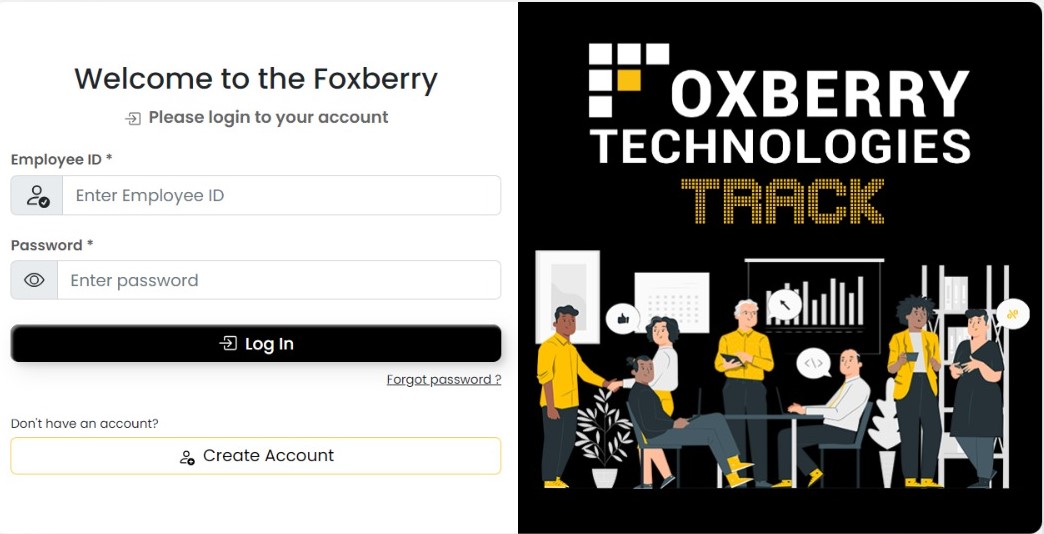 Welcome to the Foxberry
Please login to your account
Employee ID *
Enter Employee ID
Password *
Enter password
Log In
Forgot password ?
Don't have an account?
Create Account
FOXBERRY
TECHNOLOGIES
TRACK